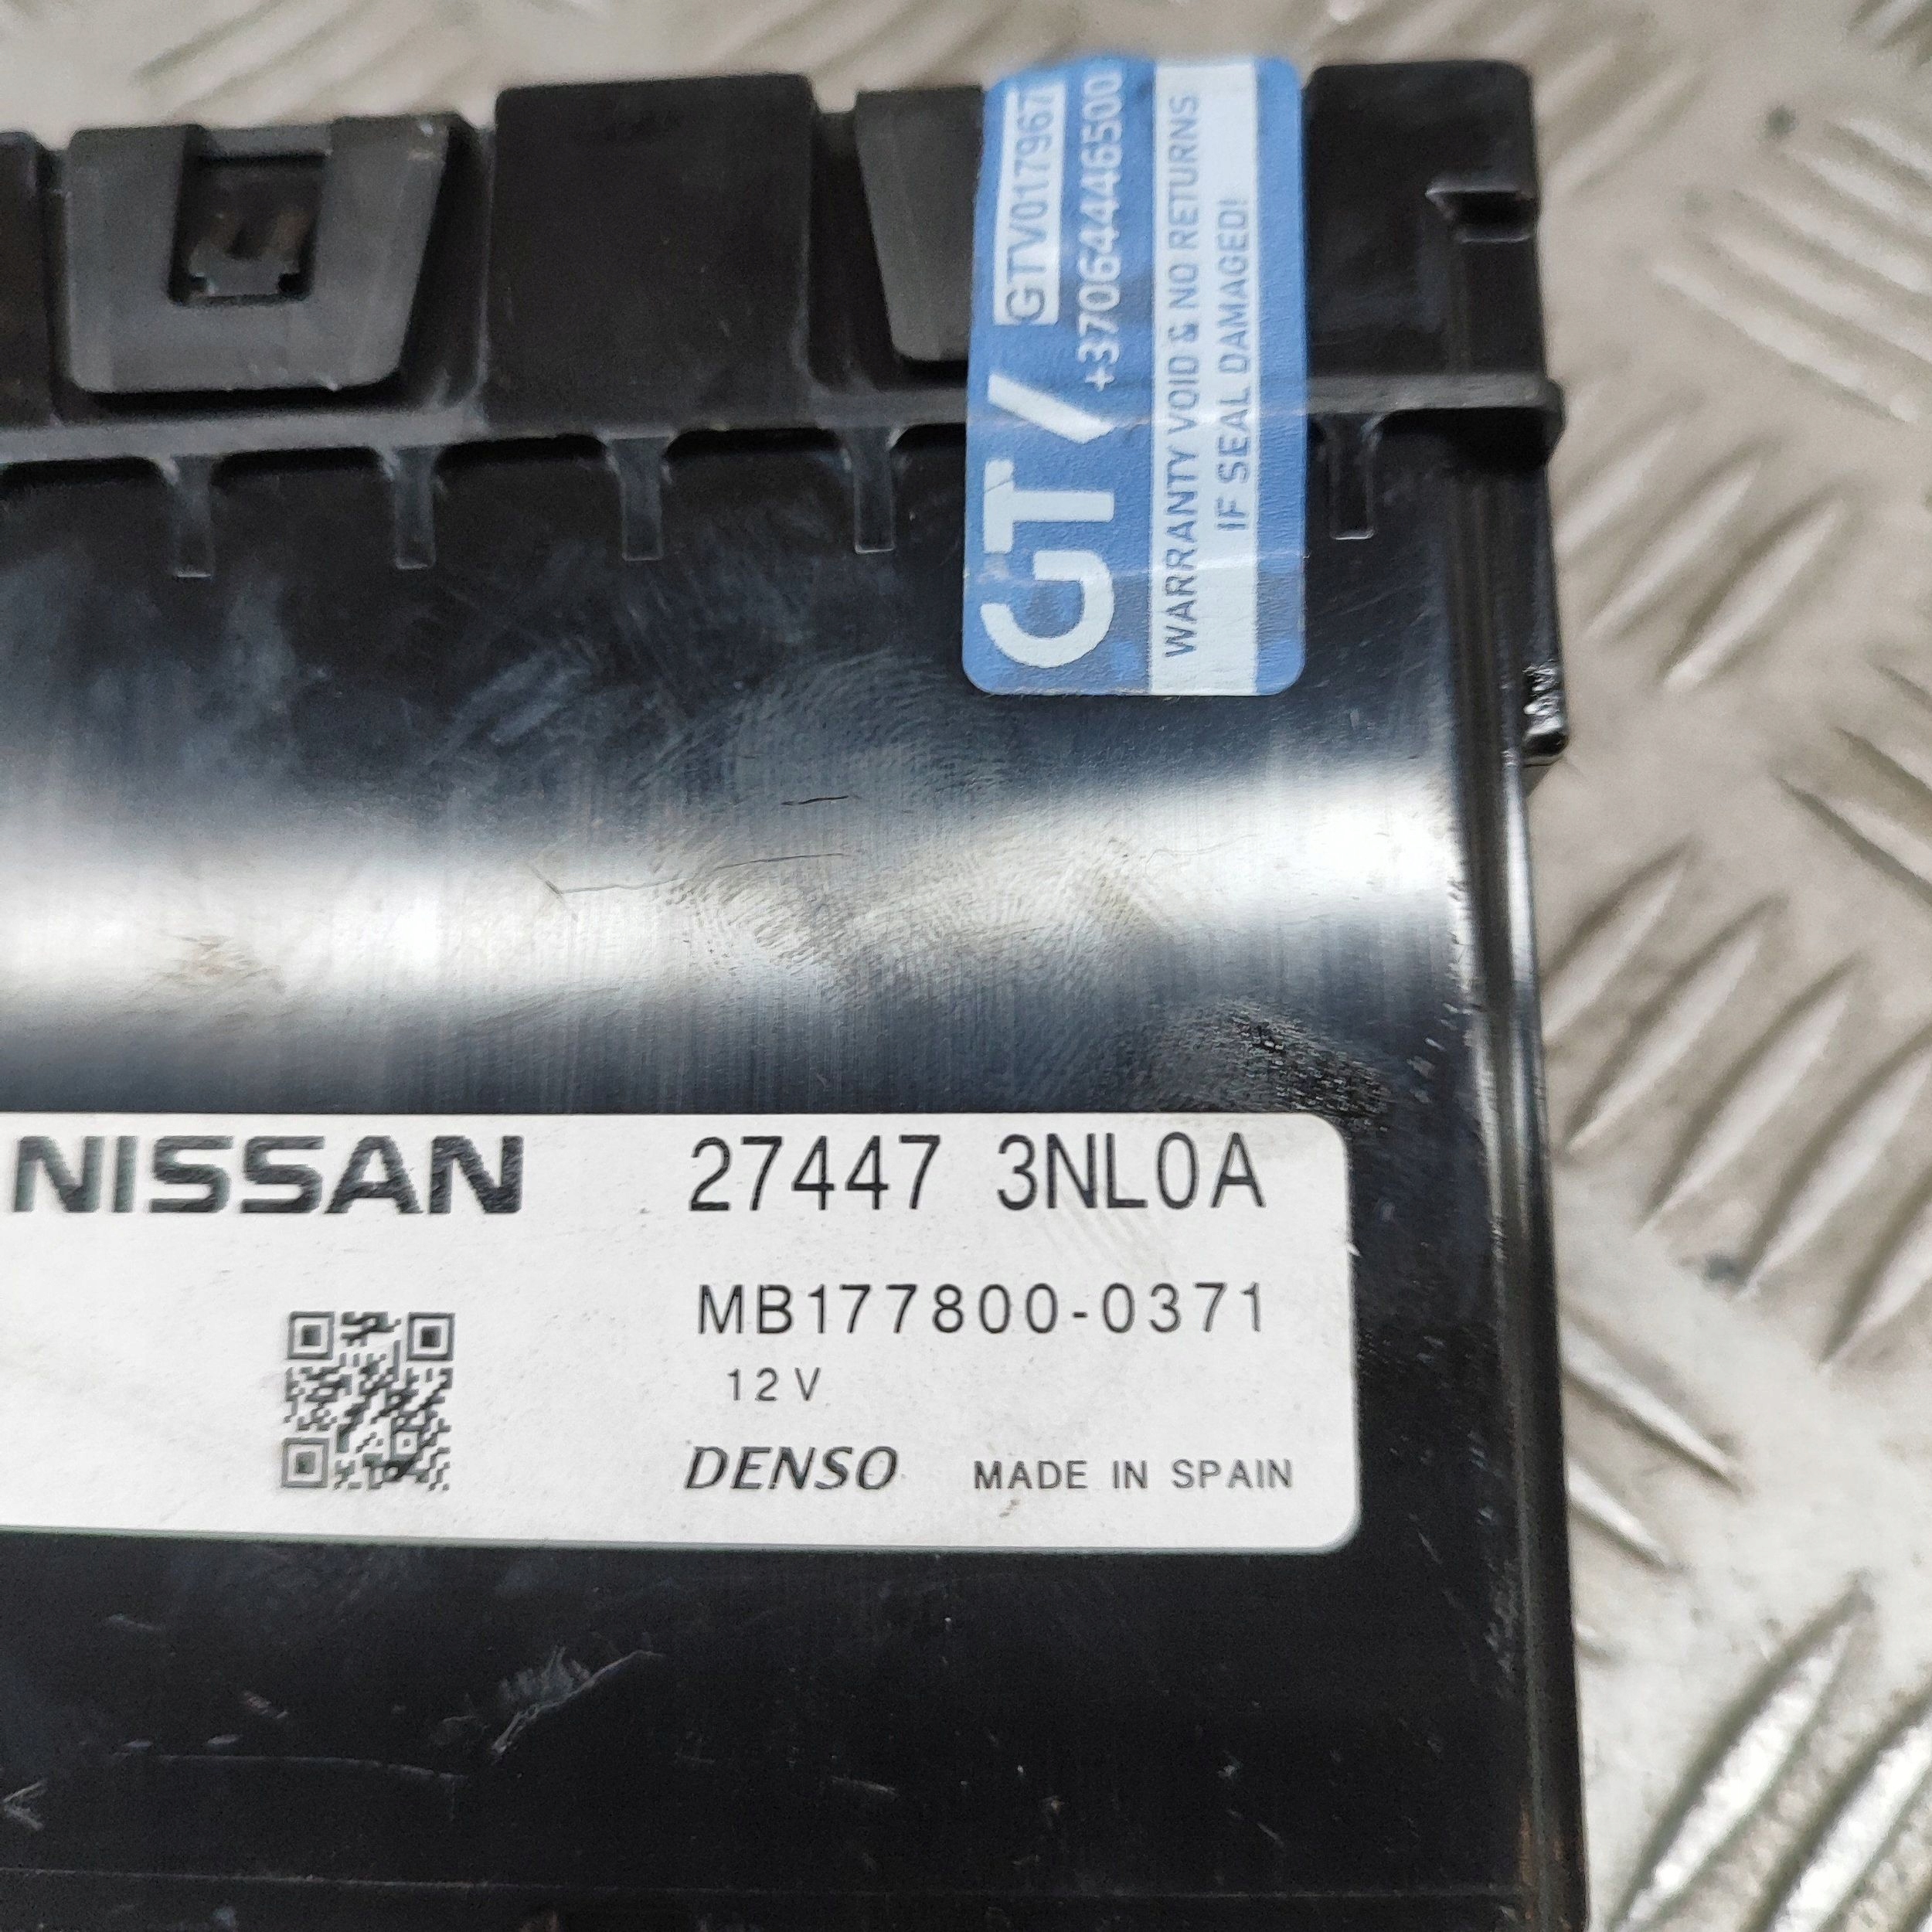 GT/
GTV017967
+37064446500
WARRANTY VOID & NO RETURNS
IF SEAL DAMAGED!
NISSAN 27447 3NL0A
MB177800-0371
12V
DENSO MADE IN SPAIN